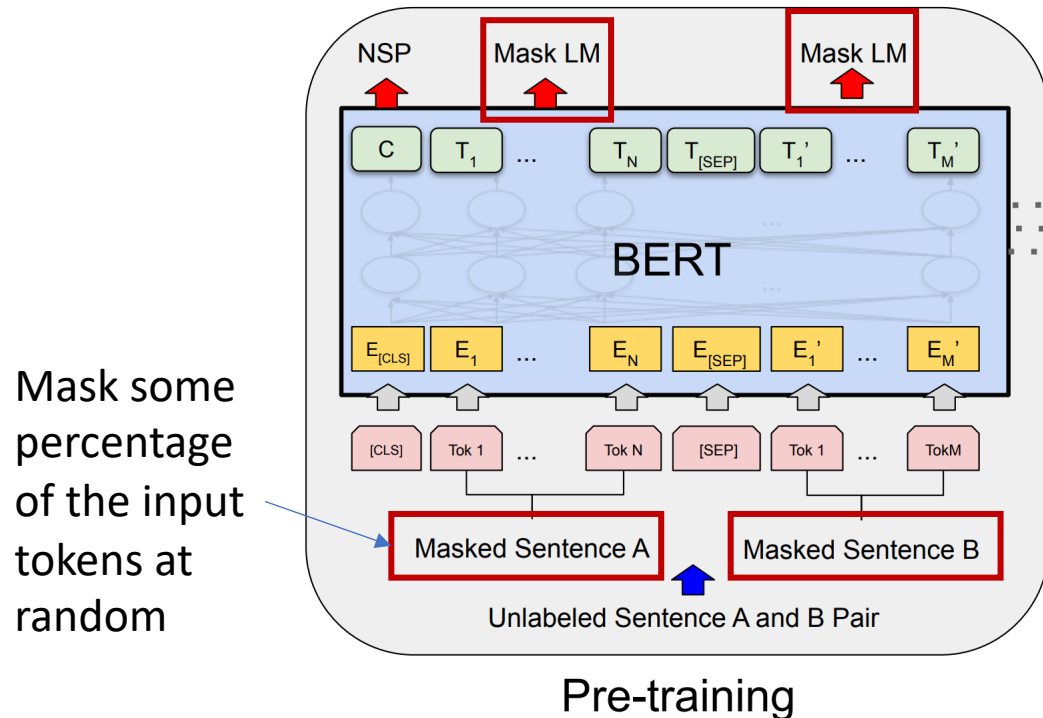 NSP Mask LM Mask LM
C T1 ... TN T[SEP] T1’ ... TM’
...
BERT
...
E[CLS] E1 ... EN E[SEP] E1’ ... EM’
[CLS] Tok 1 ... Tok N [SEP] Tok 1 ... TokM
Masked Sentence A Masked Sentence B
Unlabeled Sentence A and B Pair
Pre-training
Mask some
percentage
of the input
tokens at
random